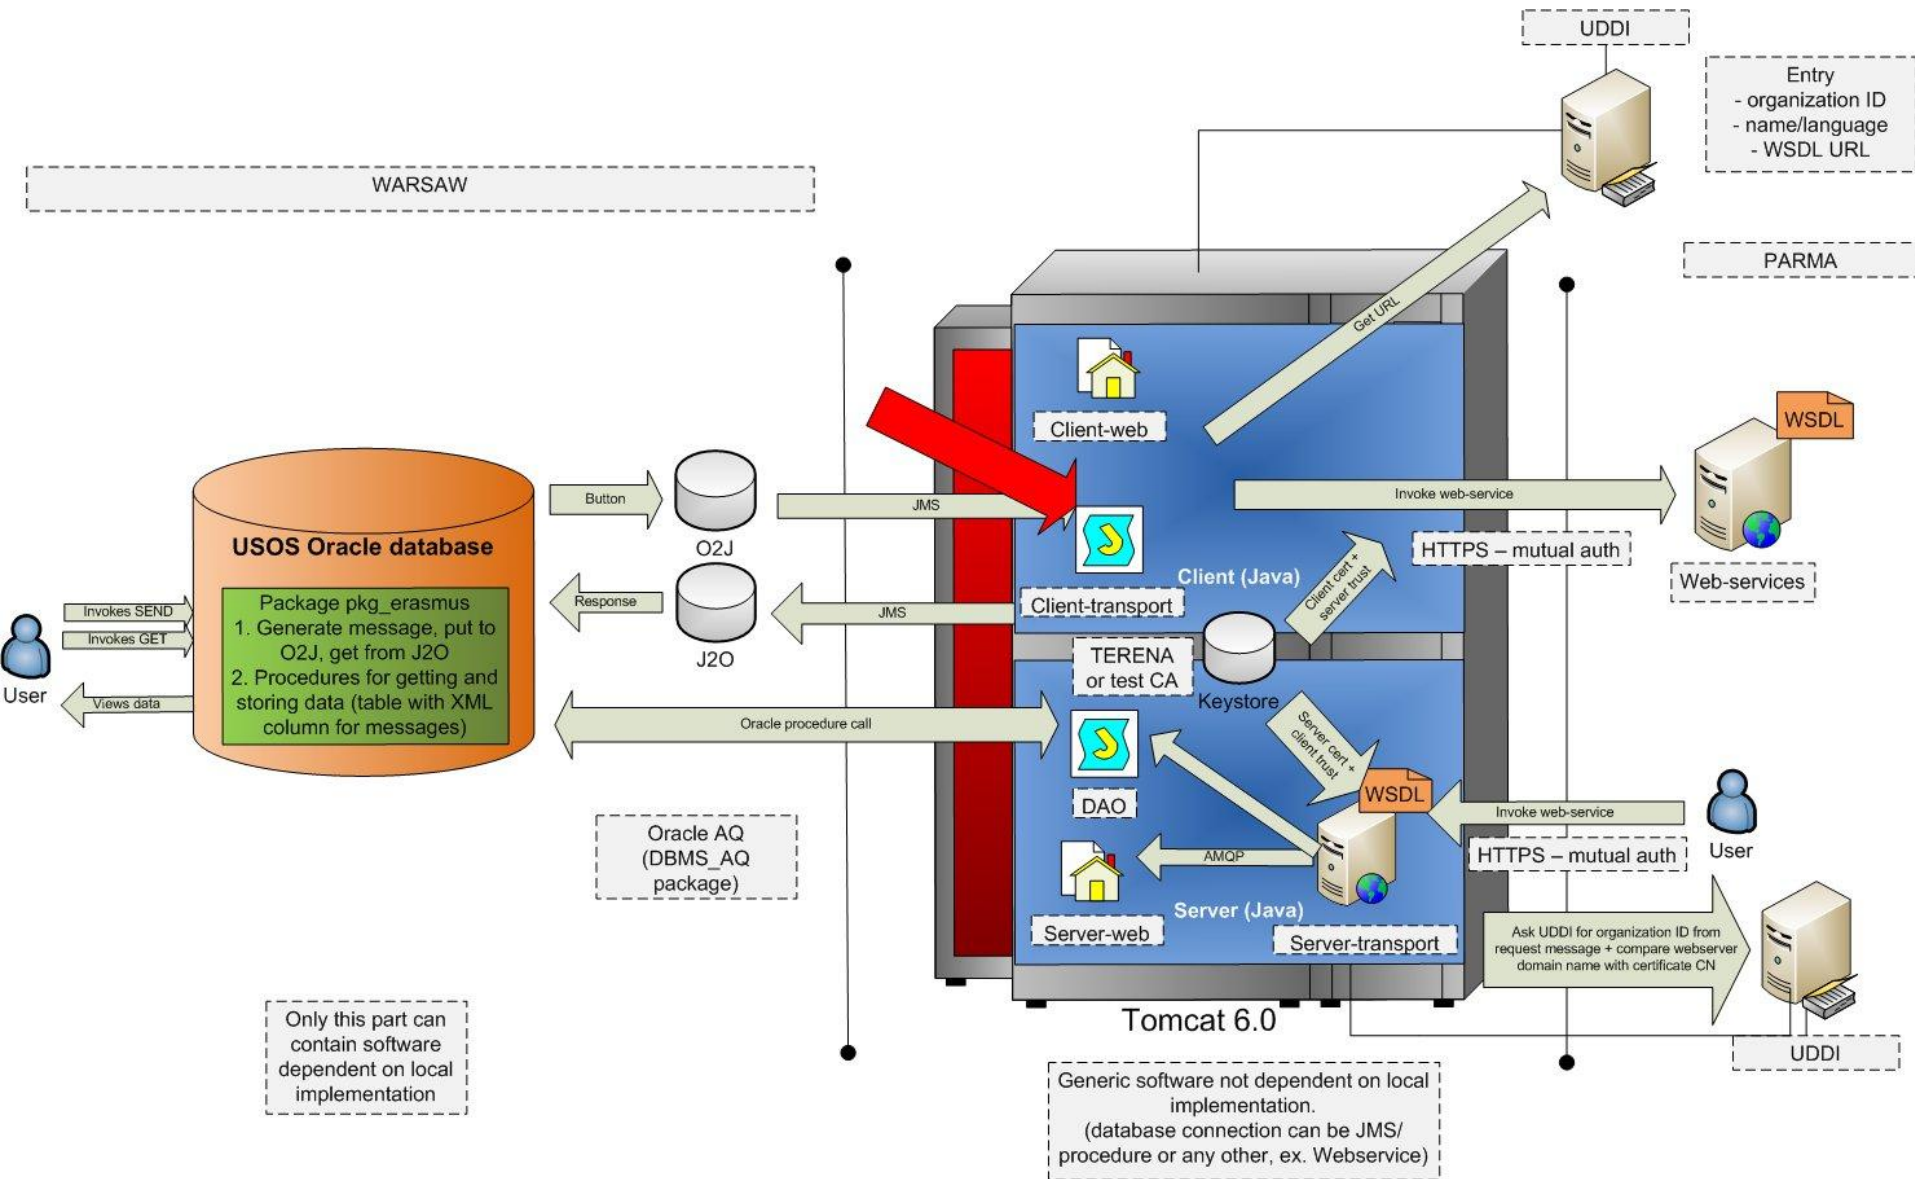 UDDI
Entry
- organization ID
- name/language
- WSDL URL
WARSAW
PARMA
Get URL
Client-web
WSDL
Button
JMS
Invoke web-service
O2J
HTTPS – mutual auth
USOS Oracle database
Client (Java)
Client cert +
server trust
Web-services
Response
JMS
Client-transport
Package pkg_erasmus
1. Generate message, put to
O2J, get from J2O
2. Procedures for getting and
storing data (table with XML
column for messages)
Invokes SEND
Invokes GET
User
Views data
J2O
TERENA
or test CA
Keystore
Oracle procedure call
Server cert +
client trust
DAO
WSDL
Invoke web-service
User
HTTPS – mutual auth
Oracle AQ
(DBMS_AQ
package)
AMQP
Server (Java)
Server-web
Server-transport
Ask UDDI for organization ID from
request message + compare webserver
domain name with certificate CN
Tomcat 6.0
UDDI
Only this part can
contain software
dependent on local
implementation
Generic software not dependent on local
implementation.
(database connection can be JMS/
procedure or any other, ex. Webservice)